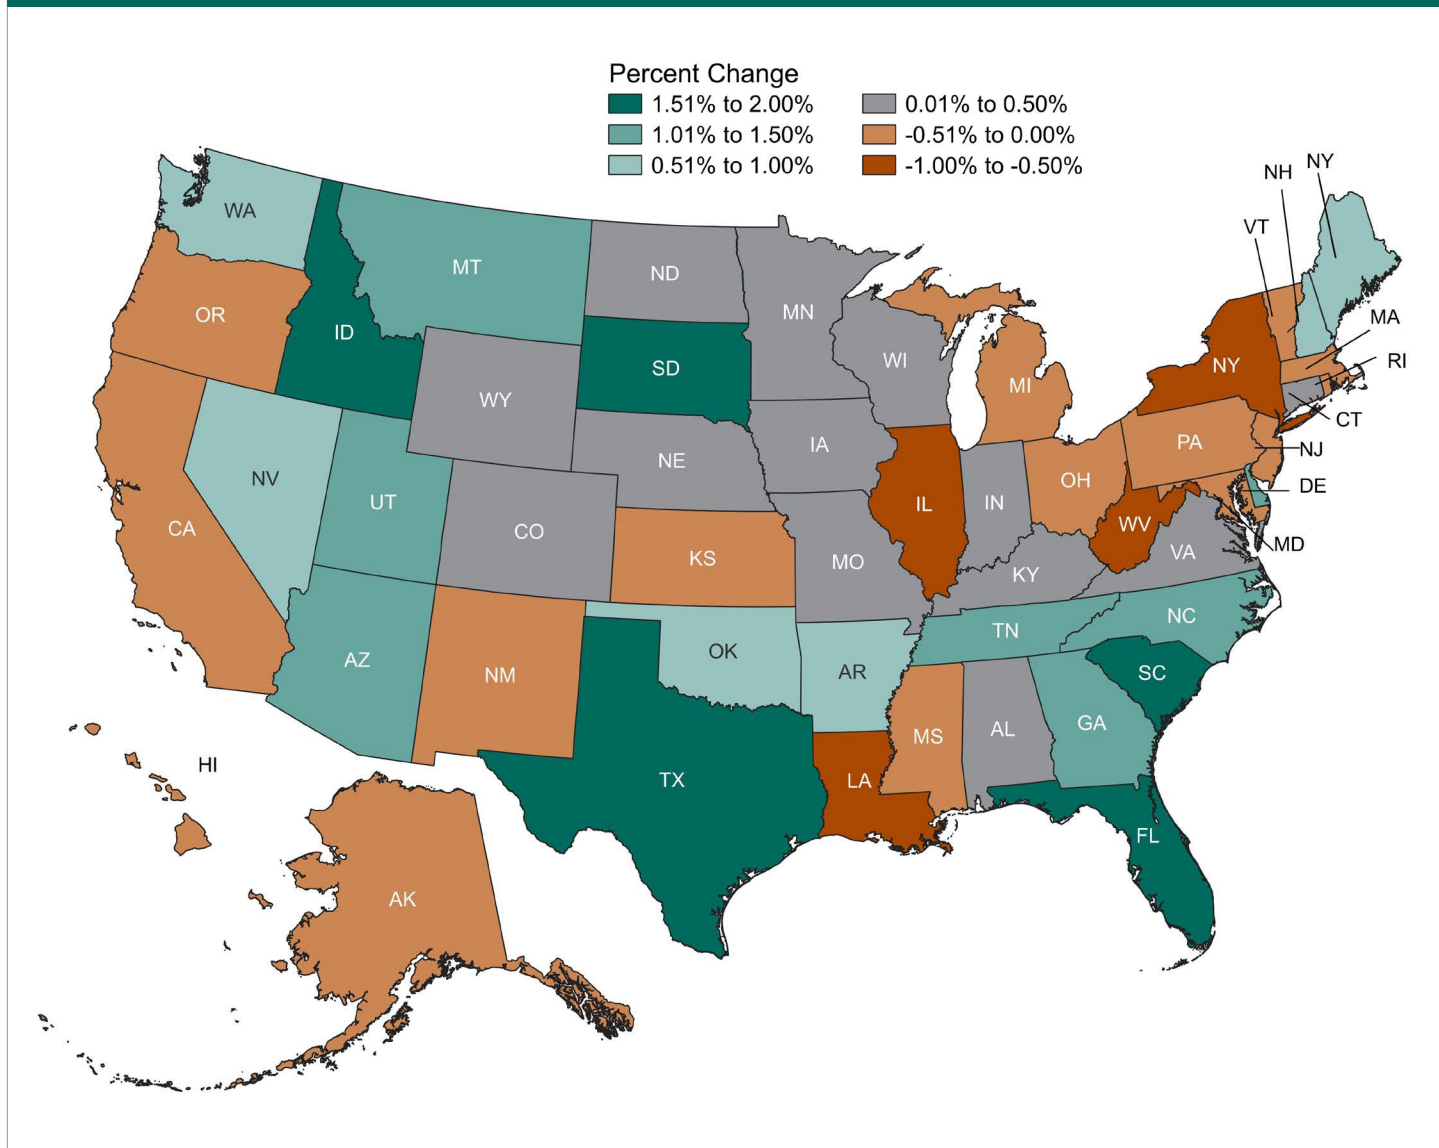 Percent Change
1.51% to 2.00%
0.01% to 0.50%
1.01% to 1.50%
-0.51% to 0.00%
0.51% to 1.00%
-1.00% to -0.50%
NY
NH
VT
WA
MT
ND
MN
OR
ID
SD
WI
MA
RI
NY
MI
WY
CT
IA
PA
NJ
NE
NV
UT
CO
CA
IL
IN
OH
DE
WV
MD
VA
KS
MO
KY
NC
TN
AZ
NM
OK
AR
SC
MS
AL
GA
HI
TX
LA
FL
AK